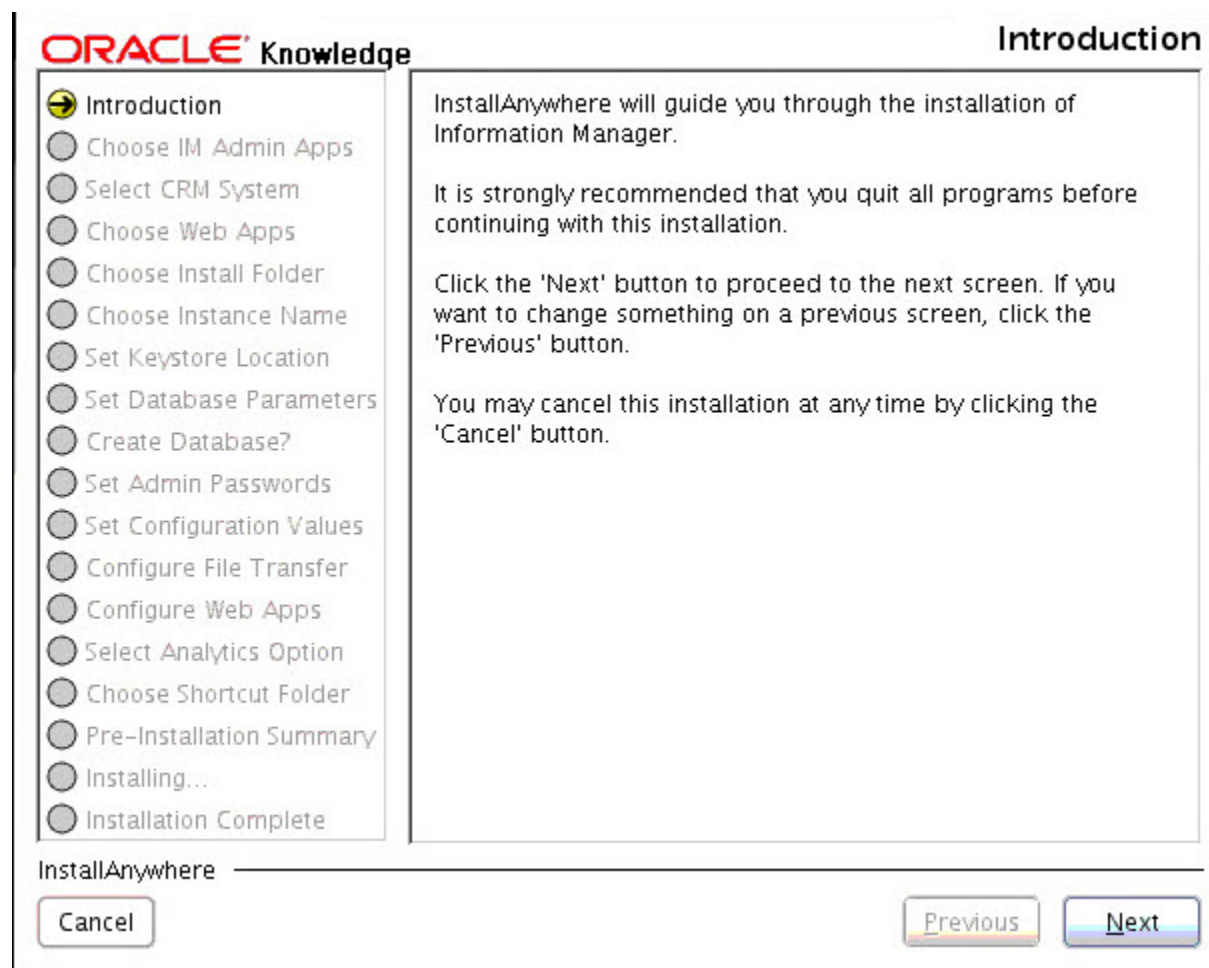 ORACLE Knowledge
Introduction
Introduction
Choose IM Admin Apps
Select CRM System
Choose Web Apps
Choose Install Folder
Choose Instance Name
Set Keystore Location
Set Database Parameters
Create Database?
Set Admin Passwords
Set Configuration Values
Configure File Transfer
Configure Web Apps
Select Analytics Option
Choose Shortcut Folder
Pre-Installation Summary
Installing...
Installation Complete
InstallAnywhere will guide you through the installation of
Information Manager.
It is strongly recommended that you quit all programs before
continuing with this installation.
Click the 'Next' button to proceed to the next screen. If you
want to change something on a previous screen, click the
'Previous' button.
You may cancel this installation at any time by clicking the
'Cancel' button.
InstallAnywhere
Cancel
Previous
Next